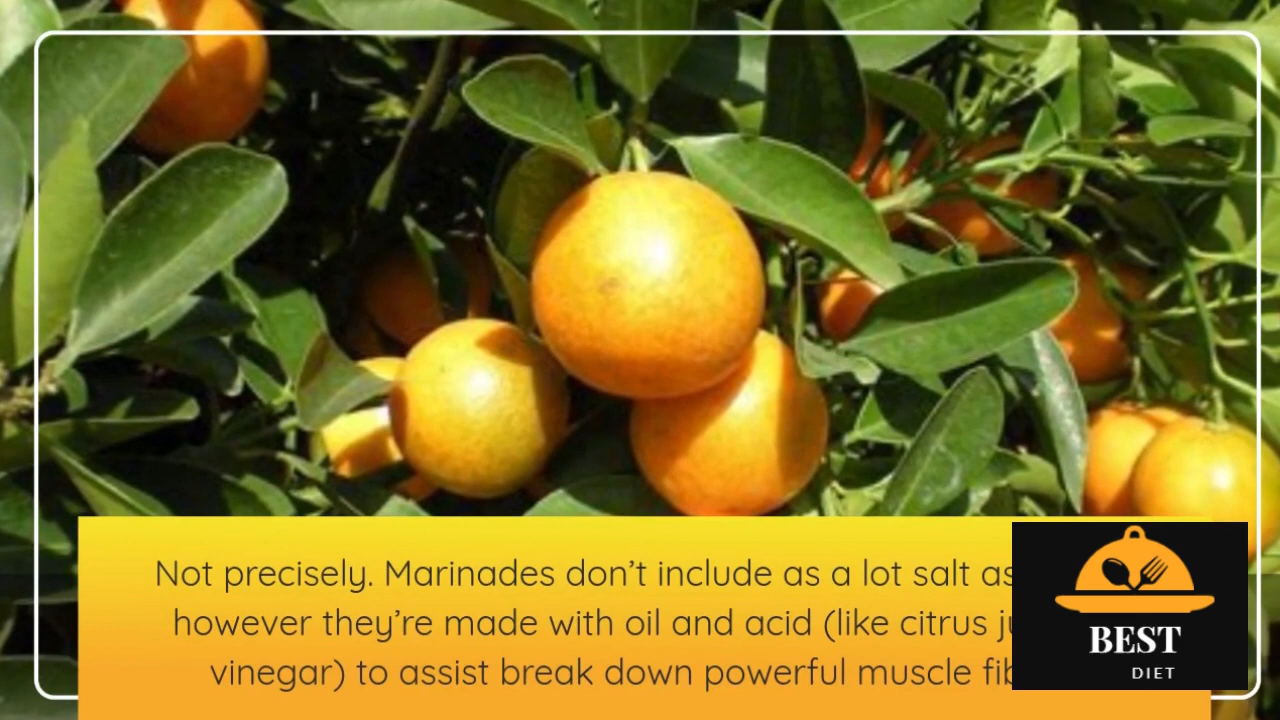 Not precisely. Marinades don’t include as a lot salt as
however they’re made with oil and acid (like citrus
vinegar) to assist break down powerful muscle
BEST
DIET